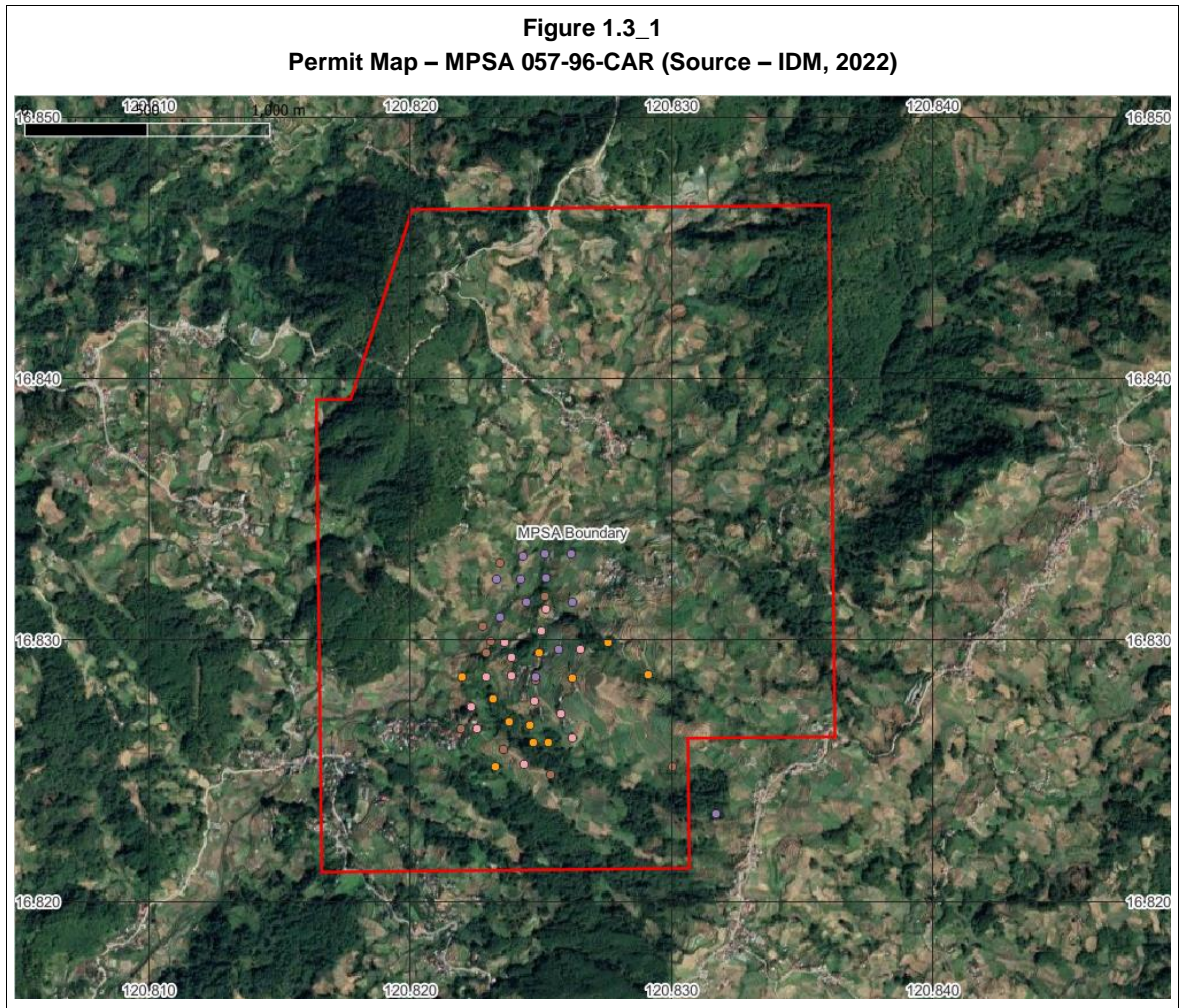 Figure 1.3_1
Permit Map – MPSA 057-96-CAR (Source – IDM, 2022)
0 500 1,000 m
120.810 120.820 120.830 120.840
16.850 16.850
16.840 16.840
MPSA Boundary
16.830 16.830
16.820 16.820
120.810 120.820 120.830 120.840